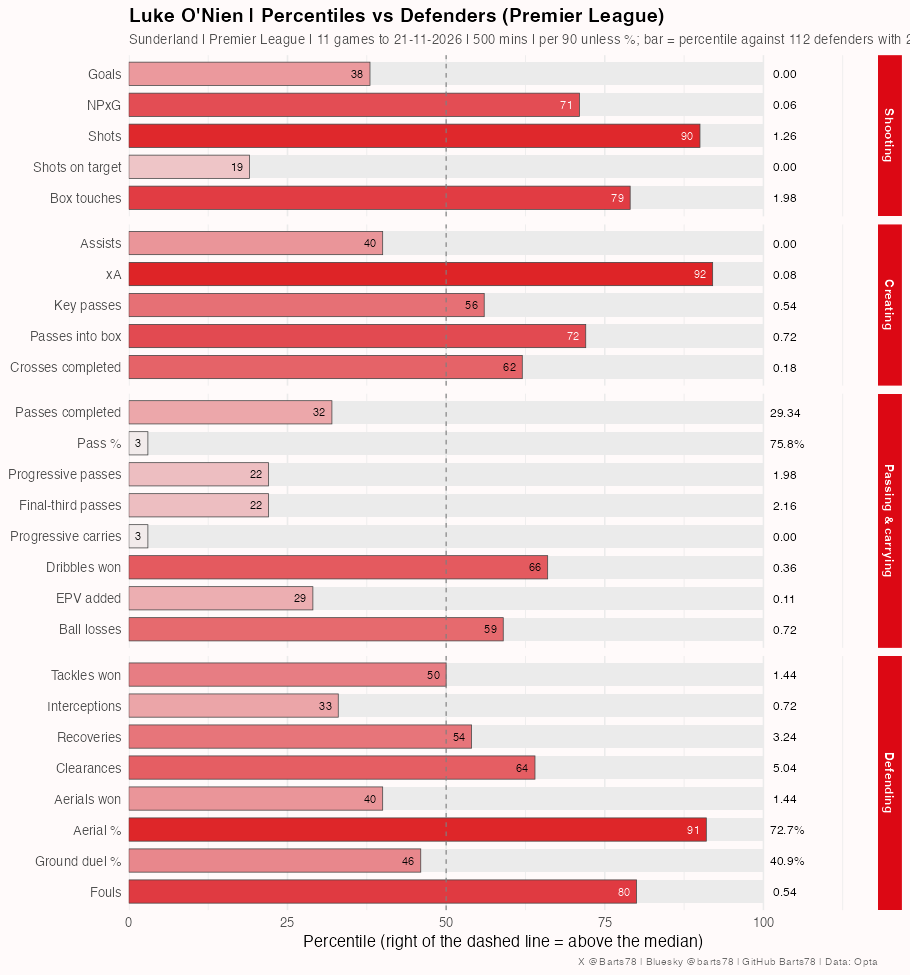 Luke O'Nien | Percentiles vs Defenders (Premier League)
Sunderland | Premier League | 11 games to 21-11-2026 | 500 mins | per 90 unless %; bar = percentile against 112 defenders with 2
Goals 38 0.00
NPxG 71 0.06
Shots 90 1.26
Shots on target 19 0.00
Box touches 79 1.98
Shooting
Assists 40 0.00
xA 92 0.08
Key passes 56 0.54
Passes into box 72 0.72
Crosses completed 62 0.18
Creating
Passes completed 32 29.34
Pass % 3 75.8%
Progressive passes 22 1.98
Final-third passes 22 2.16
Progressive carries 3 0.00
Dribbles won 66 0.36
EPV added 29 0.11
Ball losses 59 0.72
Passing & carrying
Tackles won 50 1.44
Interceptions 33 0.72
Recoveries 54 3.24
Clearances 64 5.04
Aerials won 40 1.44
Aerial % 91 72.7%
Ground duel % 46 40.9%
Fouls 80 0.54
Defending
0 25 50 75 100
Percentile (right of the dashed line = above the median)
X @Barts78 | Bluesky @barts78 | GitHub Barts78 | Data: Opta